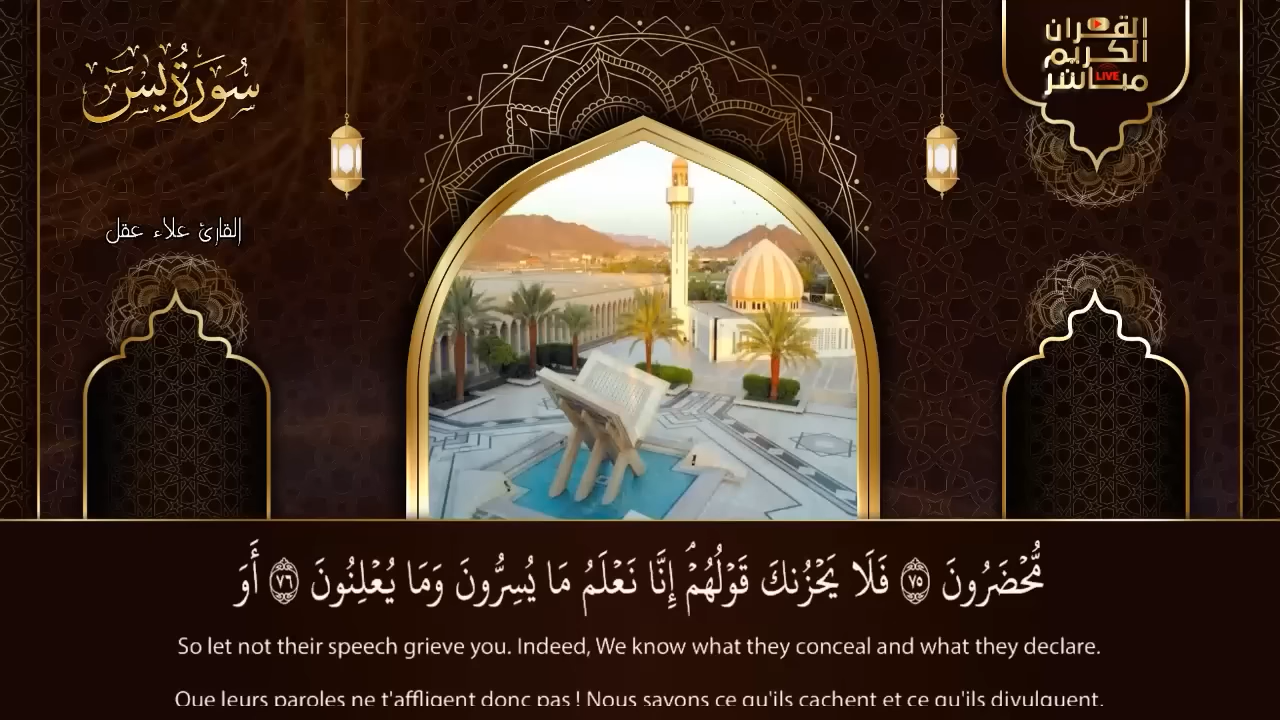 سُورَةُ يسٓ
القرآن
الكريم
مباشر
LIVE
القارئ علاء عقل
مُّحْضَرُونَ ٧٥ فَلَا يَحْزُنكَ قَوْلُهُمْۘ إِنَّا نَعْلَمُ مَا يُسِرُّونَ وَمَا يُعْلِنُونَ ٧٦ أَوَ
So let not their speech grieve you. Indeed, We know what they conceal and what they declare.
Que leurs paroles ne t'affligent donc pas ! Nous savons ce qu'ils cachent et ce qu'ils divulguent.